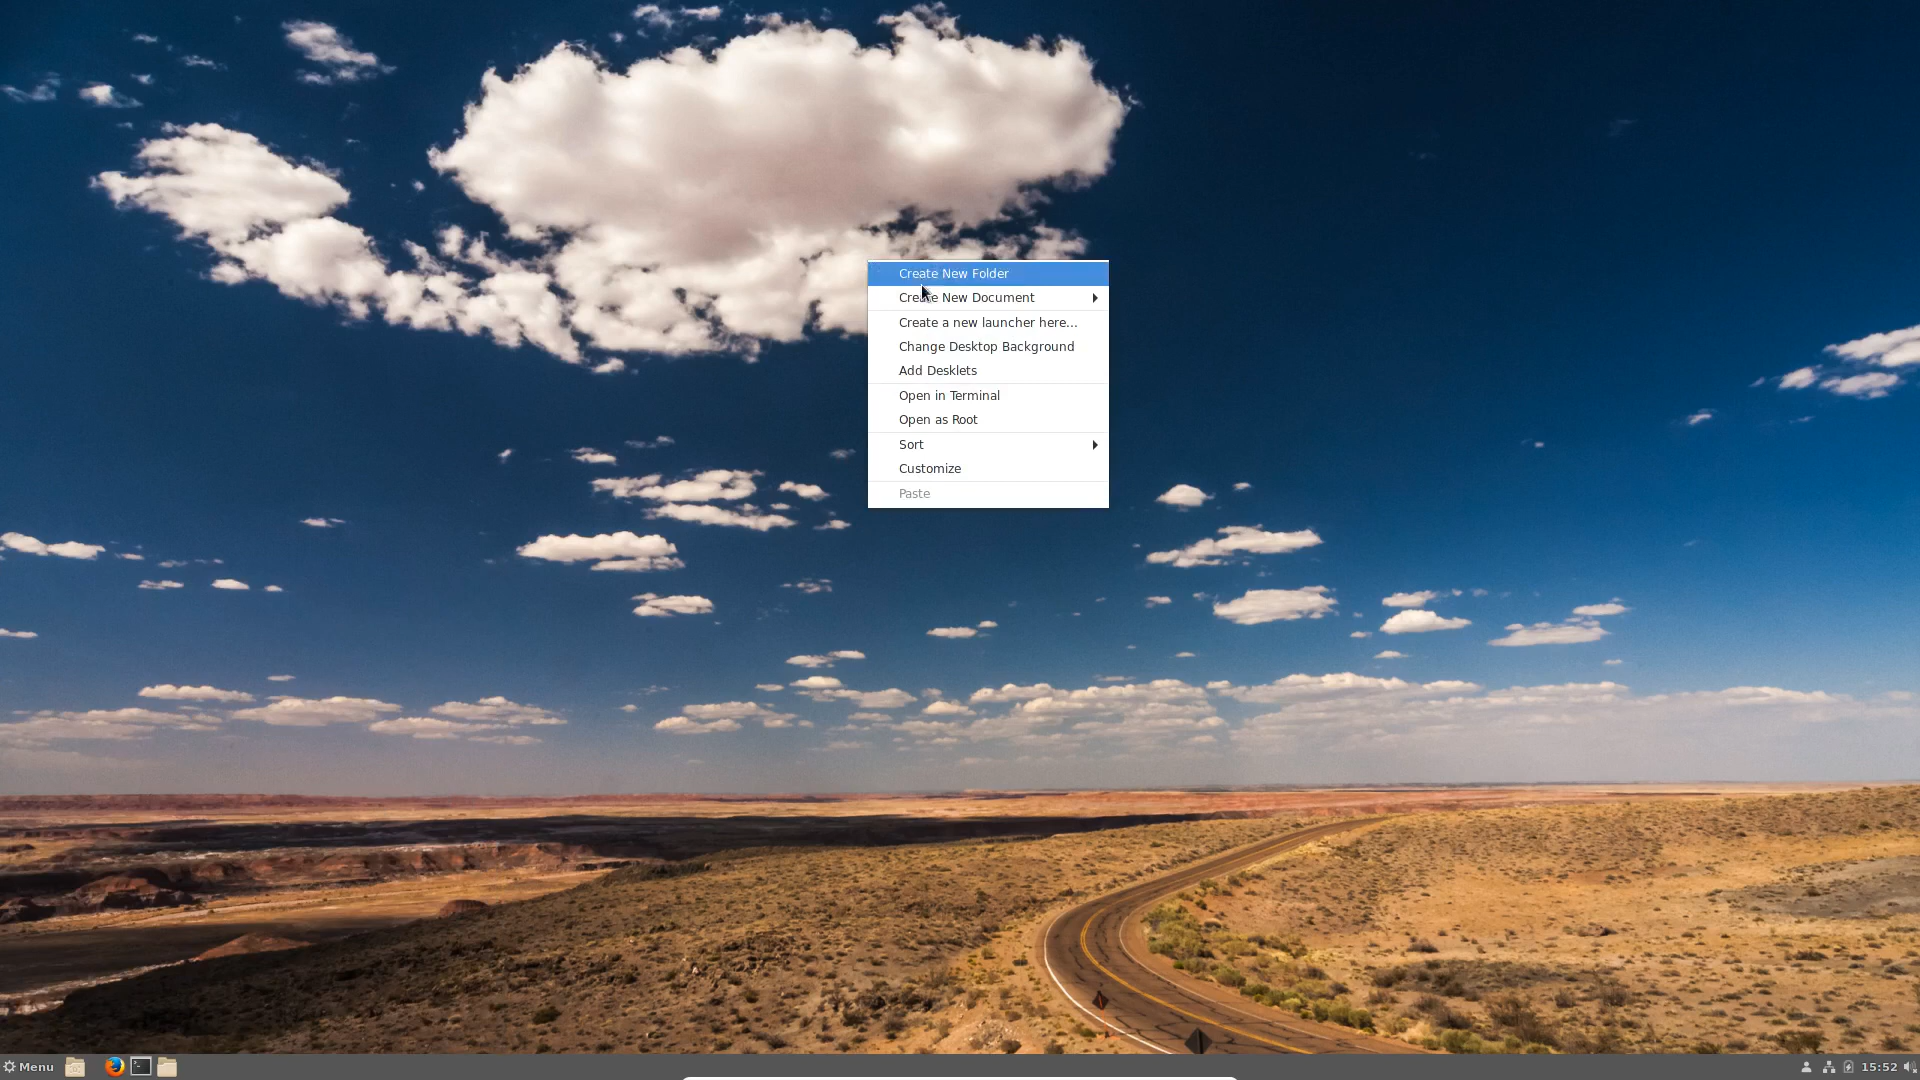 Create New Folder
Create New Document
Create a new launcher here...
Change Desktop Background
Add Desklets
Open in Terminal
Open as Root
Sort
Customize
Paste
Menu
15:52